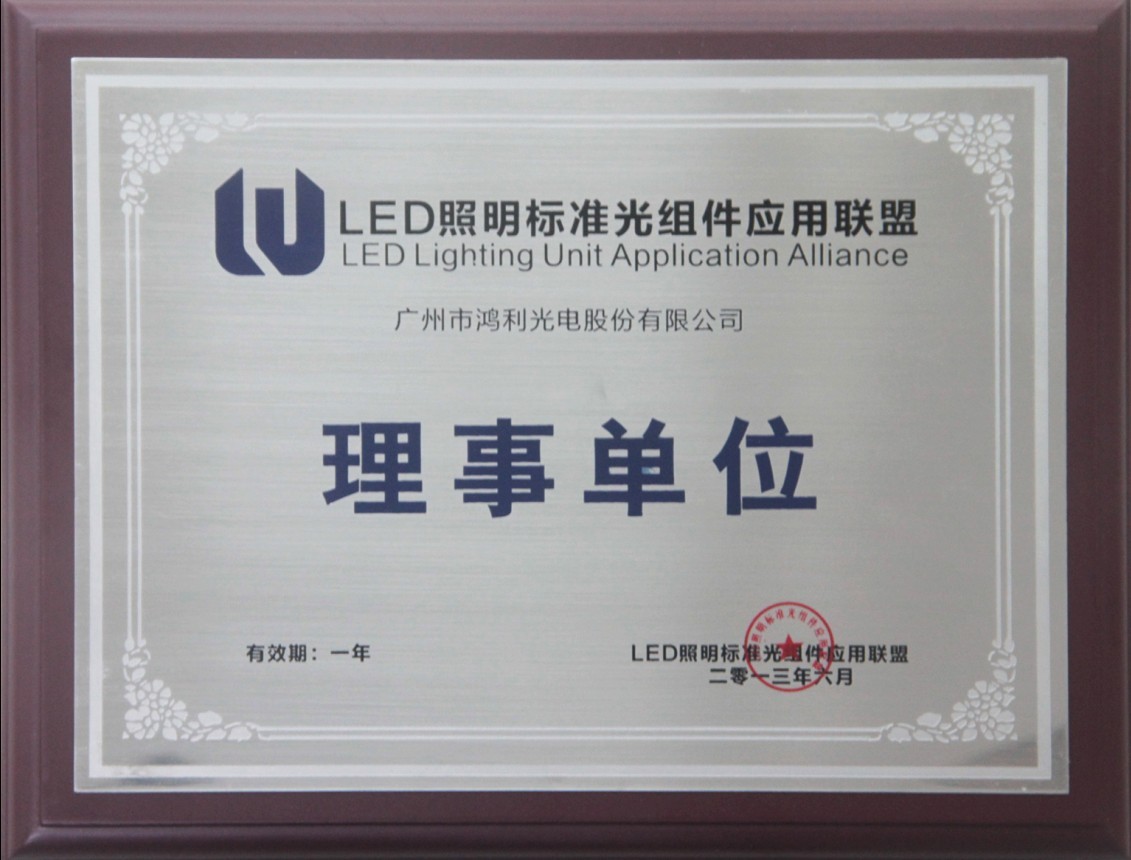 LED照明标准光组件应用联盟
LED Lighting Unit Application Alliance
广州市鸿利光电股份有限公司
理事单位
有效期：一年
LED照明标准光组件应用联盟
二零一三年六月